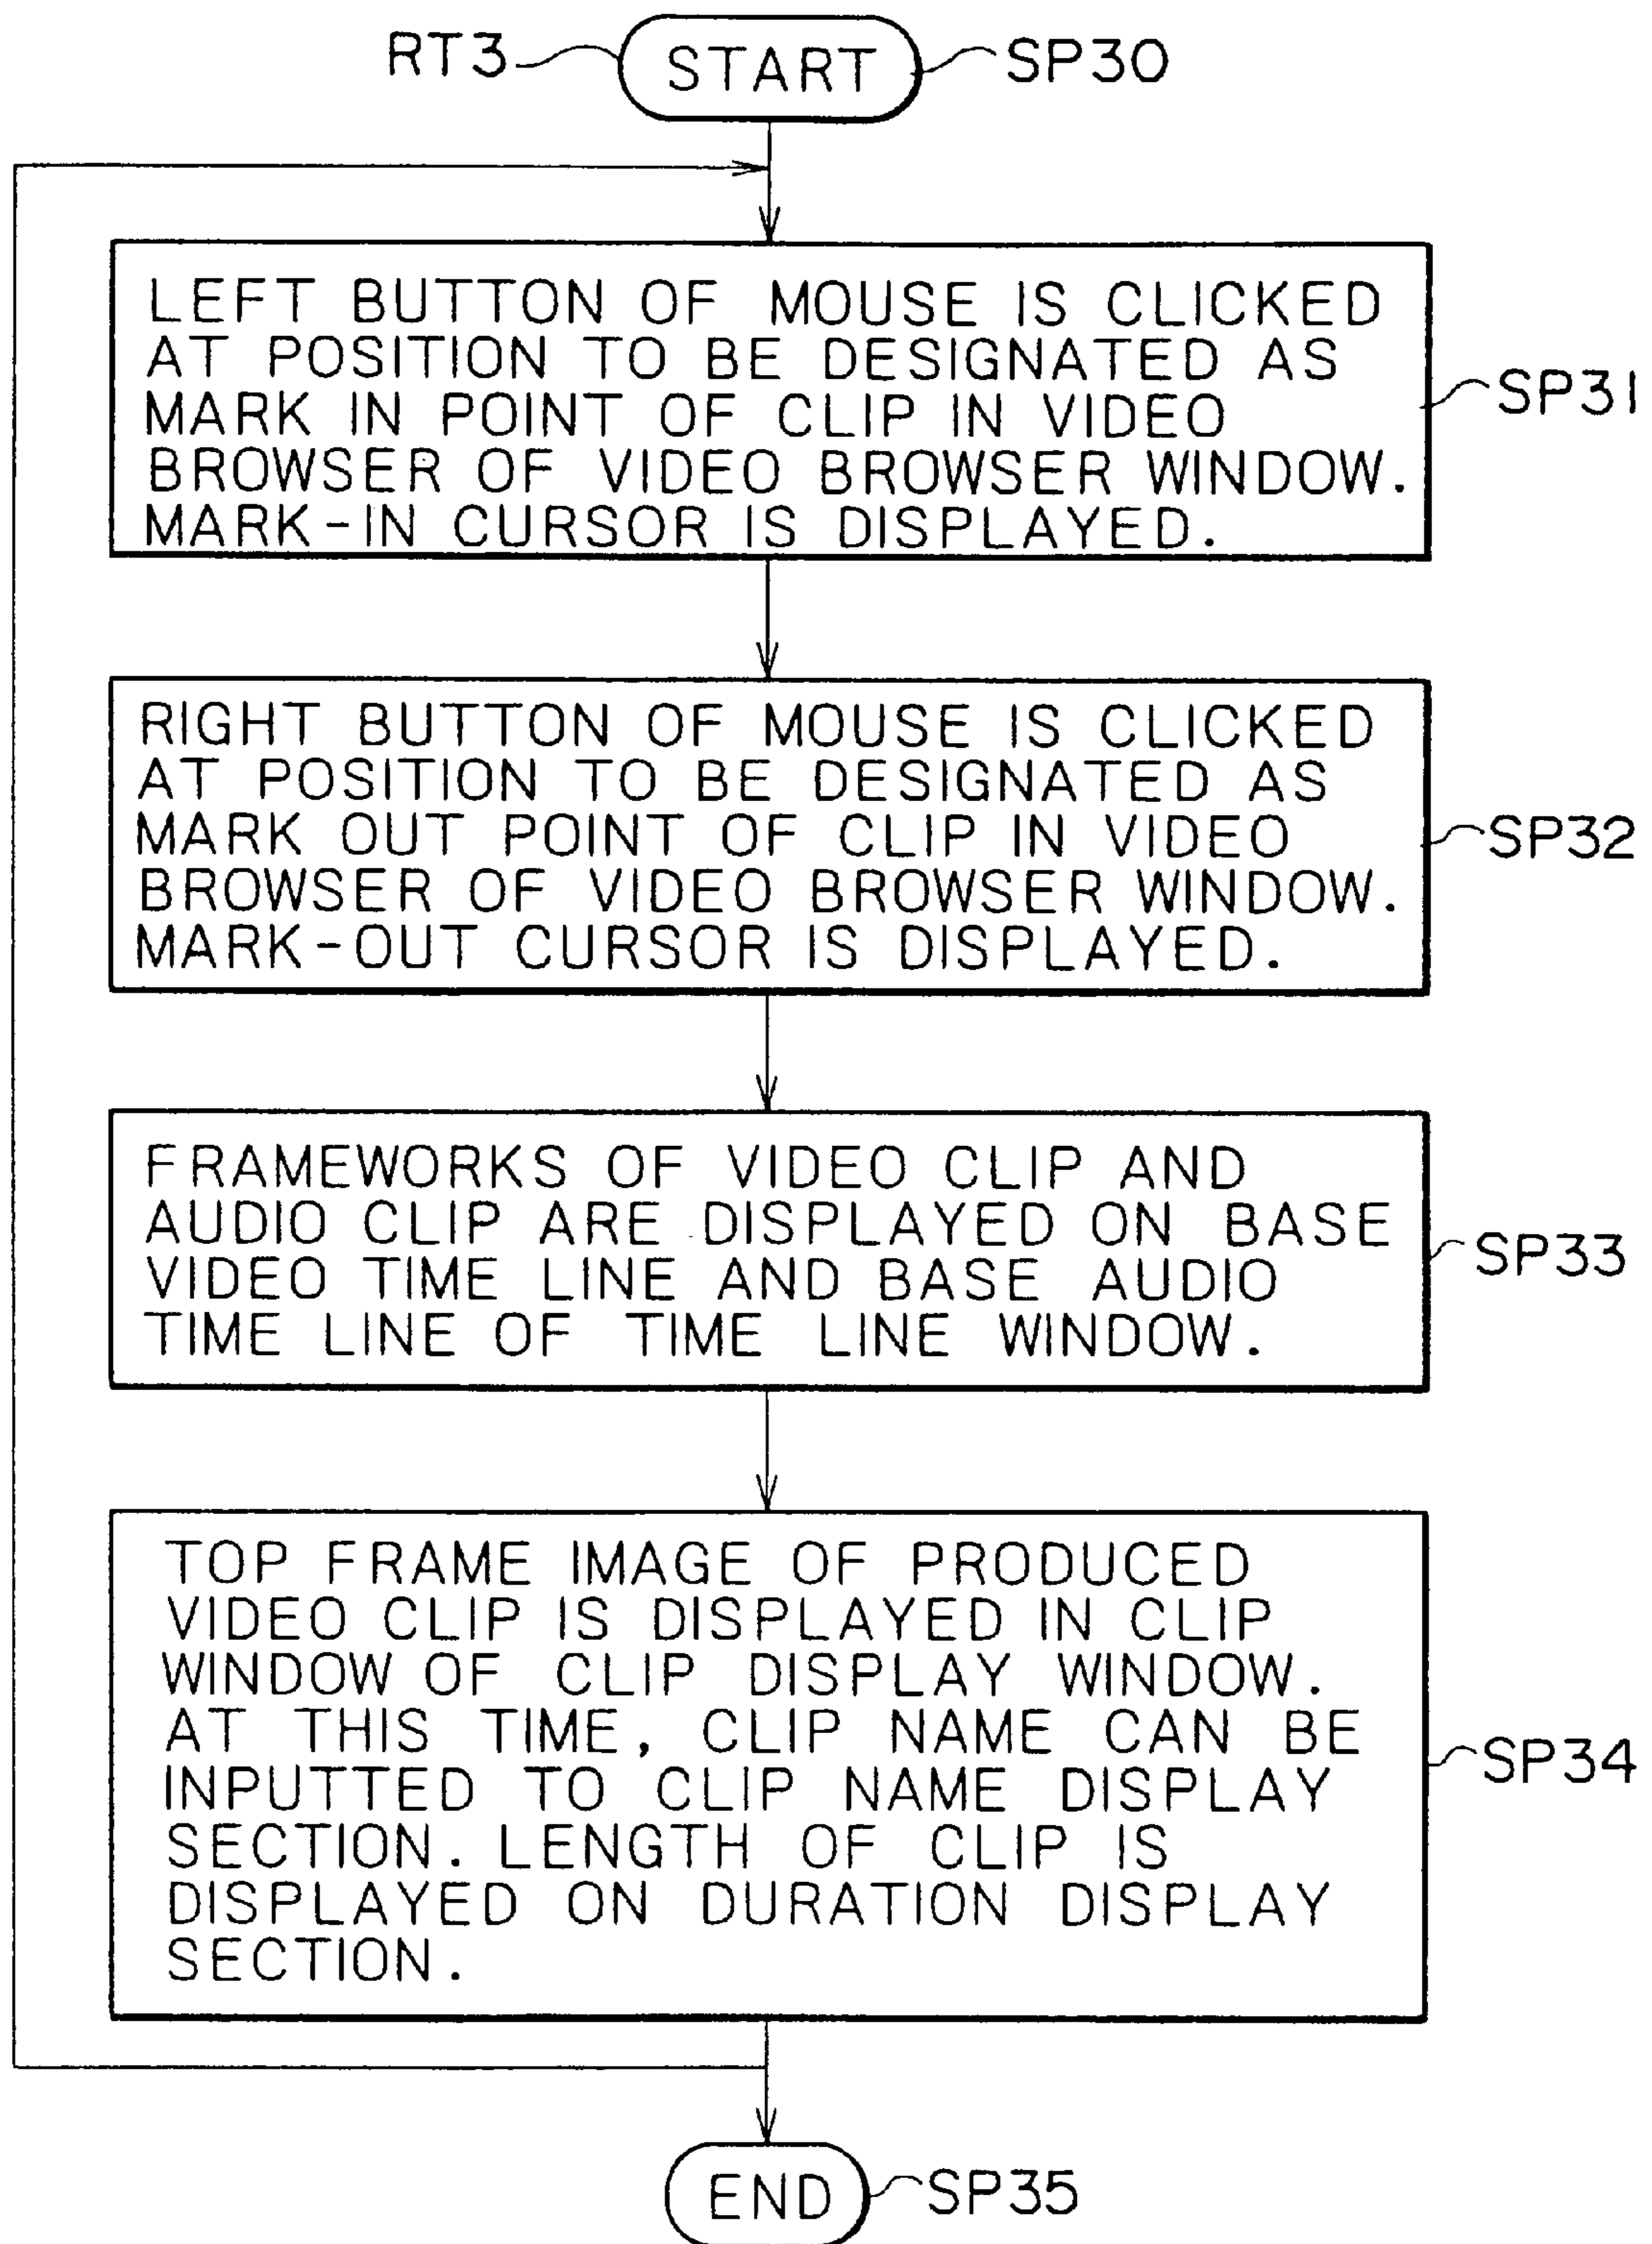 RT3 START SP30
LEFT BUTTON OF MOUSE IS CLICKED
AT POSITION TO BE DESIGNATED AS
MARK IN POINT OF CLIP IN VIDEO
BROWSER OF VIDEO BROWSER WINDOW.
MARK-IN CURSOR IS DISPLAYED.
SP31
RIGHT BUTTON OF MOUSE IS CLICKED
AT POSITION TO BE DESIGNATED AS
MARK OUT POINT OF CLIP IN VIDEO
BROWSER OF VIDEO BROWSER WINDOW.
MARK-OUT CURSOR IS DISPLAYED.
SP32
FRAMEWORKS OF VIDEO CLIP AND
AUDIO CLIP ARE DISPLAYED ON BASE
VIDEO TIME LINE AND BASE AUDIO
TIME LINE OF TIME LINE WINDOW.
SP33
TOP FRAME IMAGE OF PRODUCED
VIDEO CLIP IS DISPLAYED IN CLIP
WINDOW OF CLIP DISPLAY WINDOW.
AT THIS TIME, CLIP NAME CAN BE
INPUTTED TO CLIP NAME DISPLAY
SECTION. LENGTH OF CLIP IS
DISPLAYED ON DURATION DISPLAY
SECTION.
SP34
END SP35